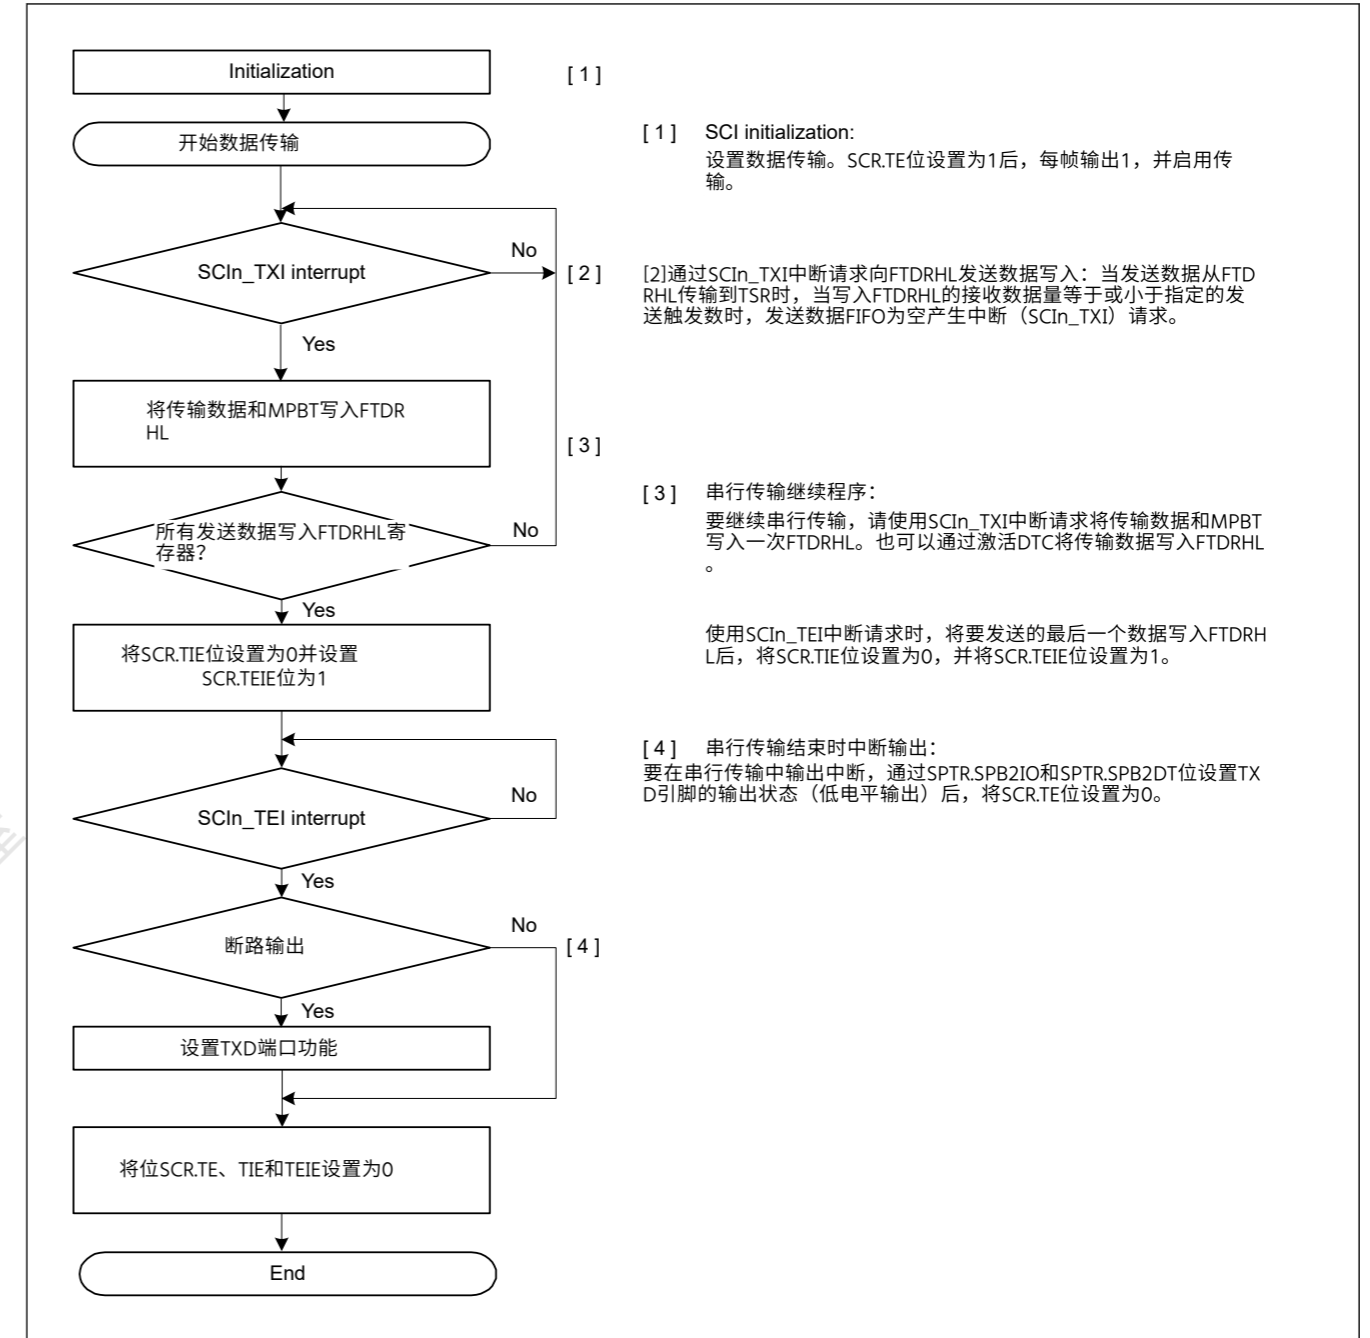 Initialization
[ 1 ]
开始数据传输
[ 1 ] SCI initialization:
设置数据传输。SCR.TE位设置为1后，每帧输出1，并启用传
输。
SCIn_TXI interrupt
No
[ 2 ]
[2]通过SCIn_TXI中断请求向FTDRHL发送数据写入：当发送数据从FTD
RHL传输到TSR时，当写入FTDRHL的接收数据量等于或小于指定的发
送触发数时，发送数据FIFO为空产生中断（SCIn_TXI）请求。
Yes
将传输数据和MPBT写入FTDR
HL
[ 3 ]
所有发送数据写入FTDRHL寄
存器？
No
[ 3 ] 串行传输继续程序：
要继续串行传输，请使用SCIn_TXI中断请求将传输数据和MPBT
写入一次FTDRHL。也可以通过激活DTC将传输数据写入FTDRHL
。
Yes
将SCR.TIE位设置为0并设置
SCR.TEIE位为1
使用SCIn_TEI中断请求时，将要发送的最后一个数据写入FTDRH
L后，将SCR.TIE位设置为0，并将SCR.TEIE位设置为1。
SCIn_TEI interrupt
No
[ 4 ] 串行传输结束时中断输出：
要在串行传输中输出中断，通过SPTR.SPB2IO和SPTR.SPB2DT位设置TX
D引脚的输出状态（低电平输出）后，将SCR.TE位设置为0。
Yes
断路输出
No
[ 4 ]
Yes
设置TXD端口功能
将位SCR.TE、TIE和TEIE设置为0
End